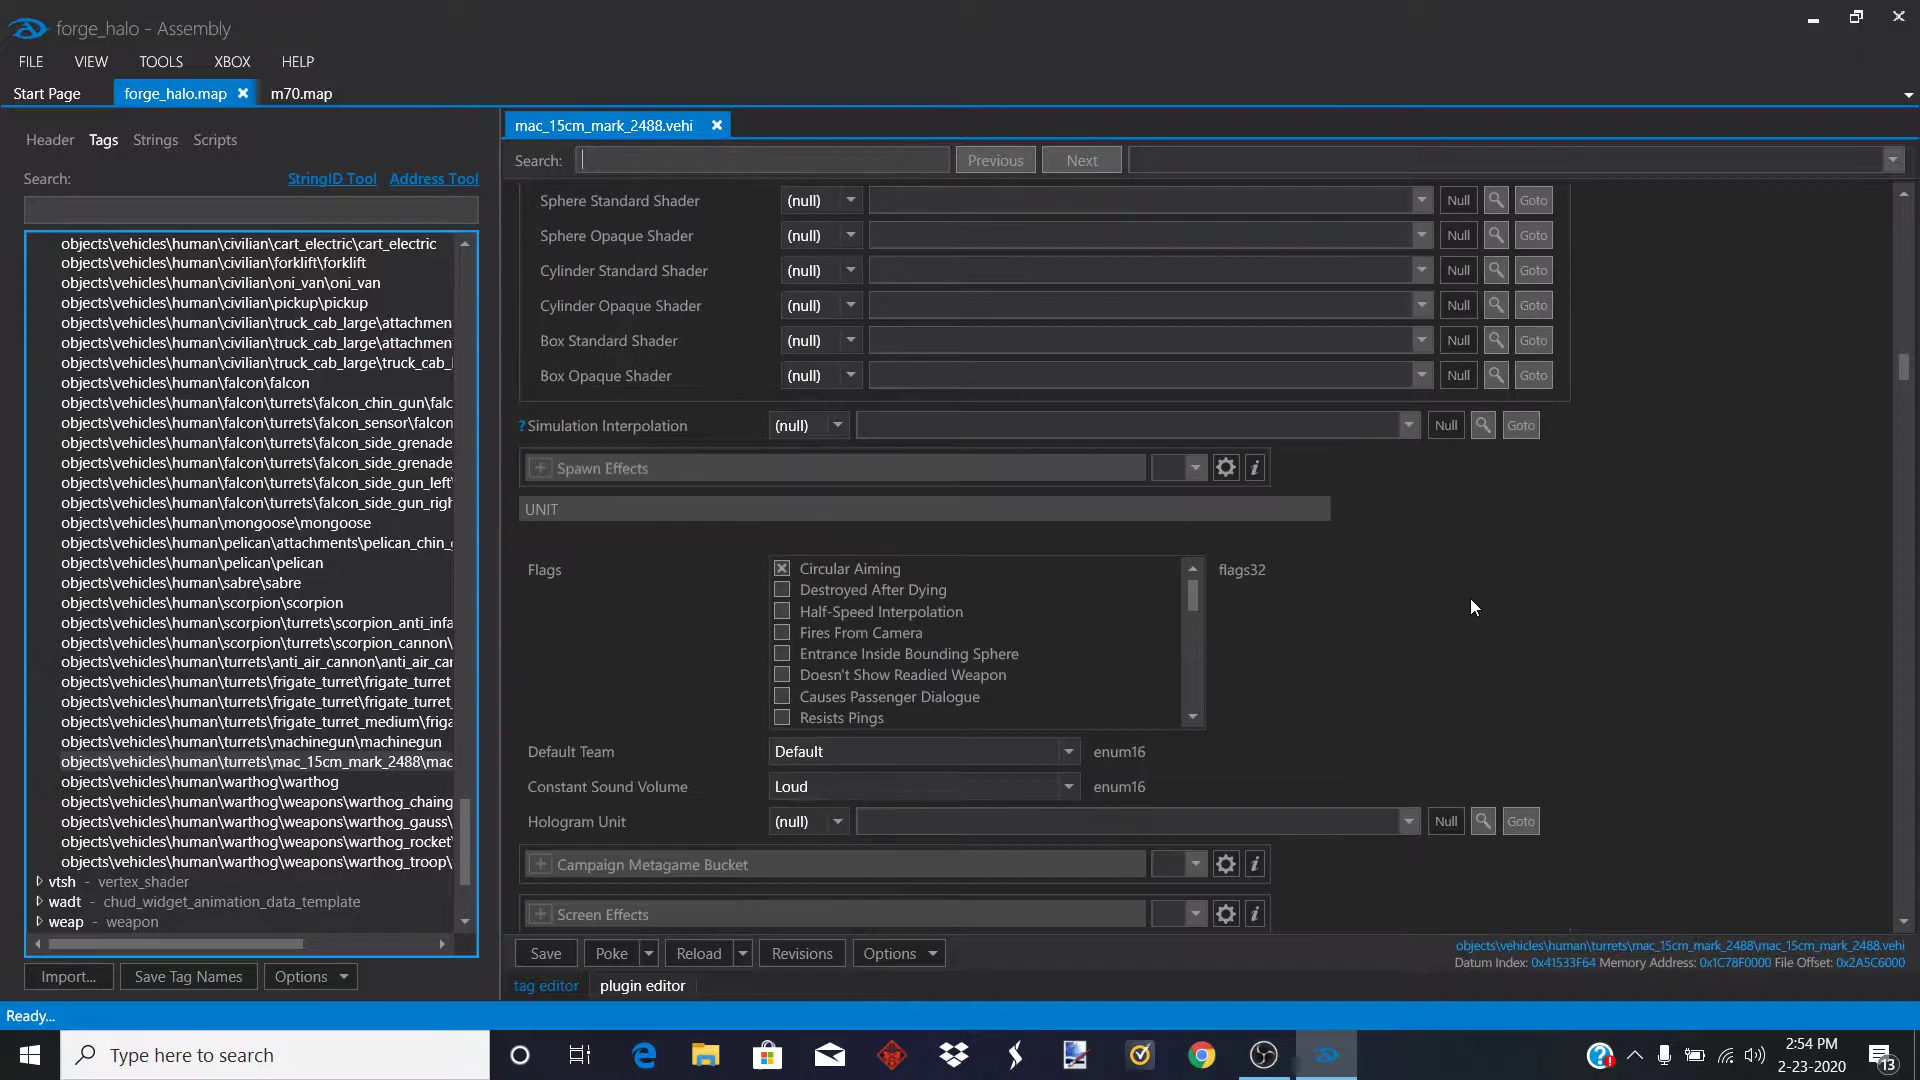 forge_halo - Assembly
FILE VIEW TOOLS XBOX HELP
Start Page forge_halo.map m70.map
Header Tags Strings Scripts
Search: StringID Tool Address Tool
objects\vehicles\human\civilian\cart_electric\cart_electric
objects\vehicles\human\civilian\forklift\forklift
objects\vehicles\human\civilian\oni_van\oni_van
objects\vehicles\human\civilian\pickup\pickup
objects\vehicles\human\civilian\truck_cab_large\attachmen
objects\vehicles\human\civilian\truck_cab_large\attachmen
objects\vehicles\human\civilian\truck_cab_large\truck_cab_l
objects\vehicles\human\falcon\falcon
objects\vehicles\human\falcon\turrets\falcon_chin_gun\falc
objects\vehicles\human\falcon\turrets\falcon_sensor\falcon
objects\vehicles\human\falcon\turrets\falcon_side_grenade
objects\vehicles\human\falcon\turrets\falcon_side_grenade
objects\vehicles\human\falcon\turrets\falcon_side_gun_left\
objects\vehicles\human\falcon\turrets\falcon_side_gun_righ
objects\vehicles\human\mongoose\mongoose
objects\vehicles\human\pelican\attachments\pelican_chin_g
objects\vehicles\human\pelican\pelican
objects\vehicles\human\sabre\sabre
objects\vehicles\human\scorpion\scorpion
objects\vehicles\human\scorpion\turrets\scorpion_anti_infa
objects\vehicles\human\scorpion\turrets\scorpion_cannon\
objects\vehicles\human\turrets\anti_air_cannon\anti_air_car
objects\vehicles\human\turrets\frigate_turret\frigate_turret
objects\vehicles\human\turrets\frigate_turret\frigate_turret_
objects\vehicles\human\turrets\frigate_turret_medium\friga
objects\vehicles\human\turrets\machinegun\machinegun
objects\vehicles\human\turrets\mac_15cm_mark_2488\mac
objects\vehicles\human\warthog\warthog
objects\vehicles\human\warthog\weapons\warthog_chaing
objects\vehicles\human\warthog\weapons\warthog_gauss\
objects\vehicles\human\warthog\weapons\warthog_rocket\
objects\vehicles\human\warthog\weapons\warthog_troop\
vtsh - vertex_shader
wadt - chud_widget_animation_data_template
weap - weapon
Import... Save Tag Names Options
mac_15cm_mark_2488.vehi
Search: Previous Next
Sphere Standard Shader (null) Null Goto
Sphere Opaque Shader (null) Null Goto
Cylinder Standard Shader (null) Null Goto
Cylinder Opaque Shader (null) Null Goto
Box Standard Shader (null) Null Goto
Box Opaque Shader (null) Null Goto
? Simulation Interpolation (null) Null Goto
Spawn Effects i
UNIT
Flags Circular Aiming flags32
Destroyed After Dying
Half-Speed Interpolation
Fires From Camera
Entrance Inside Bounding Sphere
Doesn't Show Readied Weapon
Causes Passenger Dialogue
Resists Pings
Default Team Default enum16
Constant Sound Volume Loud enum16
Hologram Unit (null) Null Goto
Campaign Metagame Bucket i
Screen Effects i
Save Poke Reload Revisions Options
objects\vehicles\human\turrets\mac_15cm_mark_2488\mac_15cm_mark_2488.vehi
Datum Index: 0x41533F64 Memory Address: 0x1C78F0000 File Offset: 0x2A5C6000
tag editor plugin editor
Ready...
Type here to search
2:54 PM
2-23-2020
13